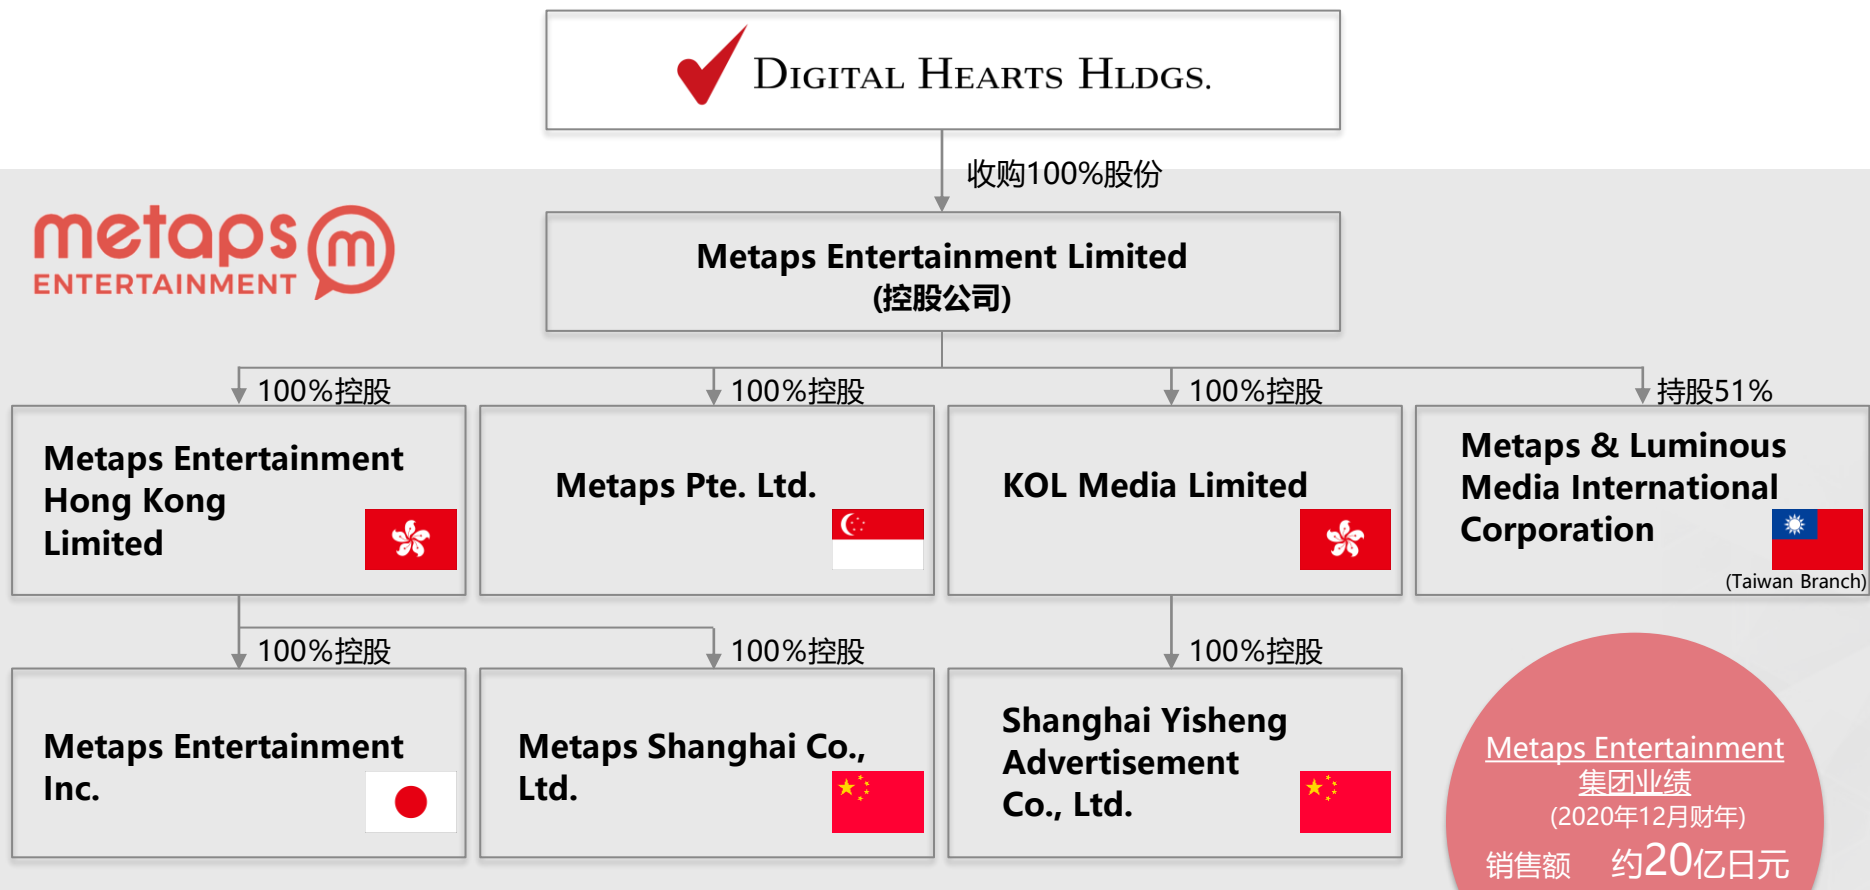 DIGITAL HEARTS HLDGS.
收购100%股份
metaps m
ENTERTAINMENT
Metaps Entertainment Limited
(控股公司)
100%控股
100%控股
100%控股
持股51%
Metaps Entertainment
Hong Kong
Limited
Metaps Pte. Ltd.
KOL Media Limited
Metaps & Luminous
Media International
Corporation
(Taiwan Branch)
100%控股
100%控股
100%控股
Metaps Entertainment
Inc.
Metaps Shanghai Co.,
Ltd.
Shanghai Yisheng
Advertisement
Co., Ltd.
Metaps Entertainment
集团业绩
(2020年12月财年)
销售额 约20亿日元